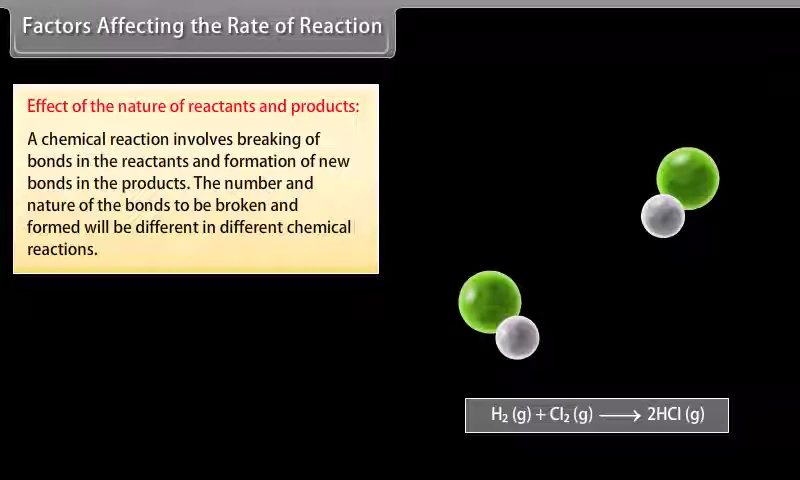 Factors Affecting the Rate of Reaction
Effect of the nature of reactants and products:
A chemical reaction involves breaking of
bonds in the reactants and formation of new
bonds in the products. The number and
nature of the bonds to be broken and
formed will be different in different chemical
reactions.
H₂ (g) + Cl₂ (g) ⟶ 2HCl (g)